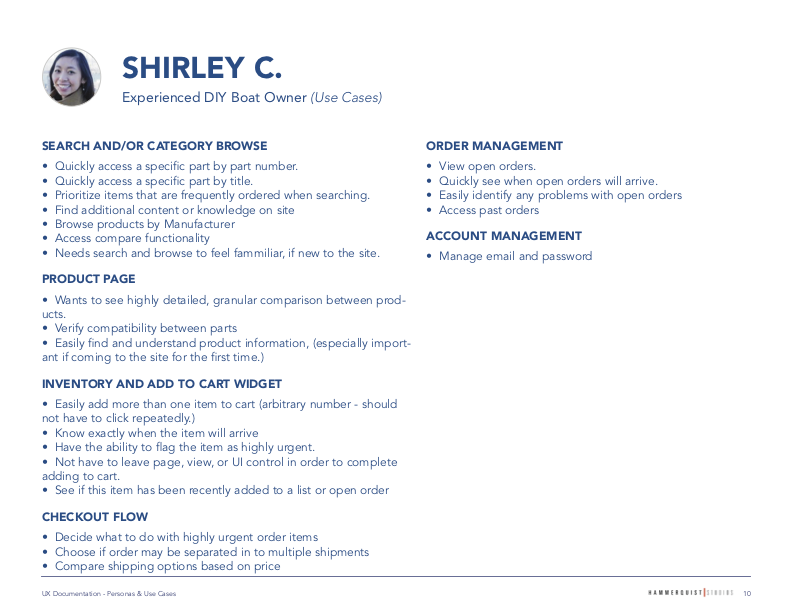 SHIRLEY C.
Experienced DIY Boat Owner (Use Cases)
SEARCH AND/OR CATEGORY BROWSE
• Quickly access a specific part by part number.
• Quickly access a specific part by title.
• Prioritize items that are frequently ordered when searching.
• Find additional content or knowledge on site
• Browse products by Manufacturer
• Access compare functionality
• Needs search and browse to feel fammiliar, if new to the site.
PRODUCT PAGE
• Wants to see highly detailed, granular comparison between prod-
ucts.
• Verify compatibility between parts
• Easily find and understand product information, (especially import-
ant if coming to the site for the first time.)
INVENTORY AND ADD TO CART WIDGET
• Easily add more than one item to cart (arbitrary number - should
not have to click repeatedly.)
• Know exactly when the item will arrive
• Have the ability to flag the item as highly urgent.
• Not have to leave page, view, or UI control in order to complete
adding to cart.
• See if this item has been recently added to a list or open order
CHECKOUT FLOW
• Decide what to do with highly urgent order items
• Choose if order may be separated in to multiple shipments
• Compare shipping options based on price
ORDER MANAGEMENT
• View open orders.
• Quickly see when open orders will arrive.
• Easily identify any problems with open orders
• Access past orders
ACCOUNT MANAGEMENT
• Manage email and password
UX Documentation - Personas & Use Cases
HAMMERQUIST STUDIOS
10